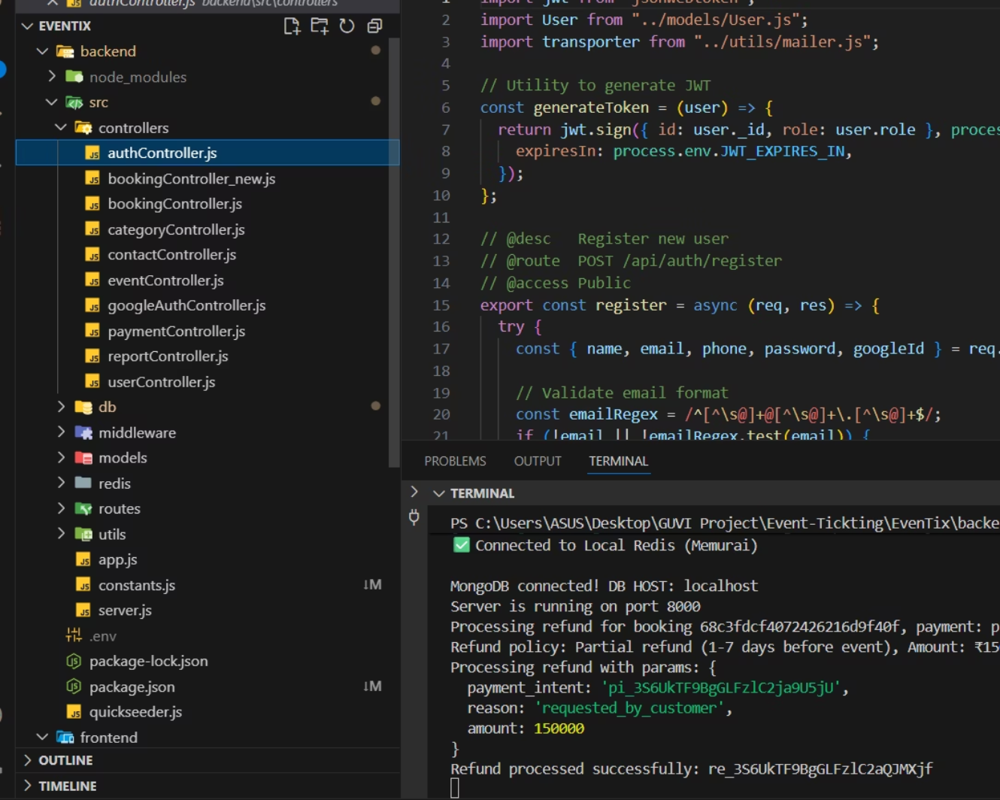 authController.js backend\src\controllers
EVENTIX
backend
node_modules
src
controllers
authController.js
bookingController_new.js
bookingController.js
categoryController.js
contactController.js
eventController.js
googleAuthController.js
paymentController.js
reportController.js
userController.js
db
middleware
models
redis
routes
utils
app.js
constants.js ↓M
server.js
.env
package-lock.json
package.json ↓M
quickseeder.js
frontend
OUTLINE
TIMELINE
1 import jwt from "jsonwebtoken";
2 import User from "../models/User.js";
3 import transporter from "../utils/mailer.js";
4
5 // Utility to generate JWT
6 const generateToken = (user) => {
7 return jwt.sign({ id: user._id, role: user.role }, proces
8 expiresIn: process.env.JWT_EXPIRES_IN,
9 });
10 };
11
12 // @desc Register new user
13 // @route POST /api/auth/register
14 // @access Public
15 export const register = async (req, res) => {
16 try {
17 const { name, email, phone, password, googleId } = req.
18
19 // Validate email format
20 const emailRegex = /^[^\s@]+@[^\s@]+\.[^\s@]+$/;
21 if (!email || !emailRegex.test(email)) {
PROBLEMS OUTPUT TERMINAL
TERMINAL
PS C:\Users\ASUS\Desktop\GUVI Project\Event-Tickting\EvenTix\backe
✅ Connected to Local Redis (Memurai)
MongoDB connected! DB HOST: localhost
Server is running on port 8000
Processing refund for booking 68c3fdcf4072426216d9f40f, payment: p
Refund policy: Partial refund (1-7 days before event), Amount: ₹15
Processing refund with params: {
payment_intent: 'pi_3S6UkTF9BgGLFzlC2ja9U5jU',
reason: 'requested_by_customer',
amount: 150000
}
Refund processed successfully: re_3S6UkTF9BgGLFzlC2aQJMXjf